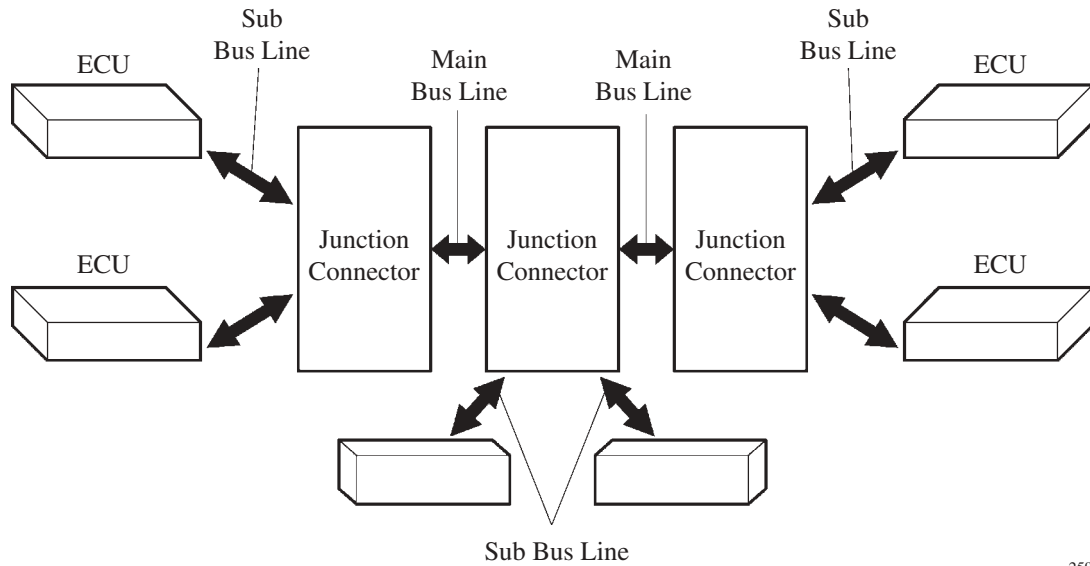 Sub
Bus Line
ECU
Main
Bus Line
Main
Bus Line
Sub
Bus Line
ECU
Junction
Connector
Junction
Connector
Junction
Connector
ECU
ECU
Sub Bus Line